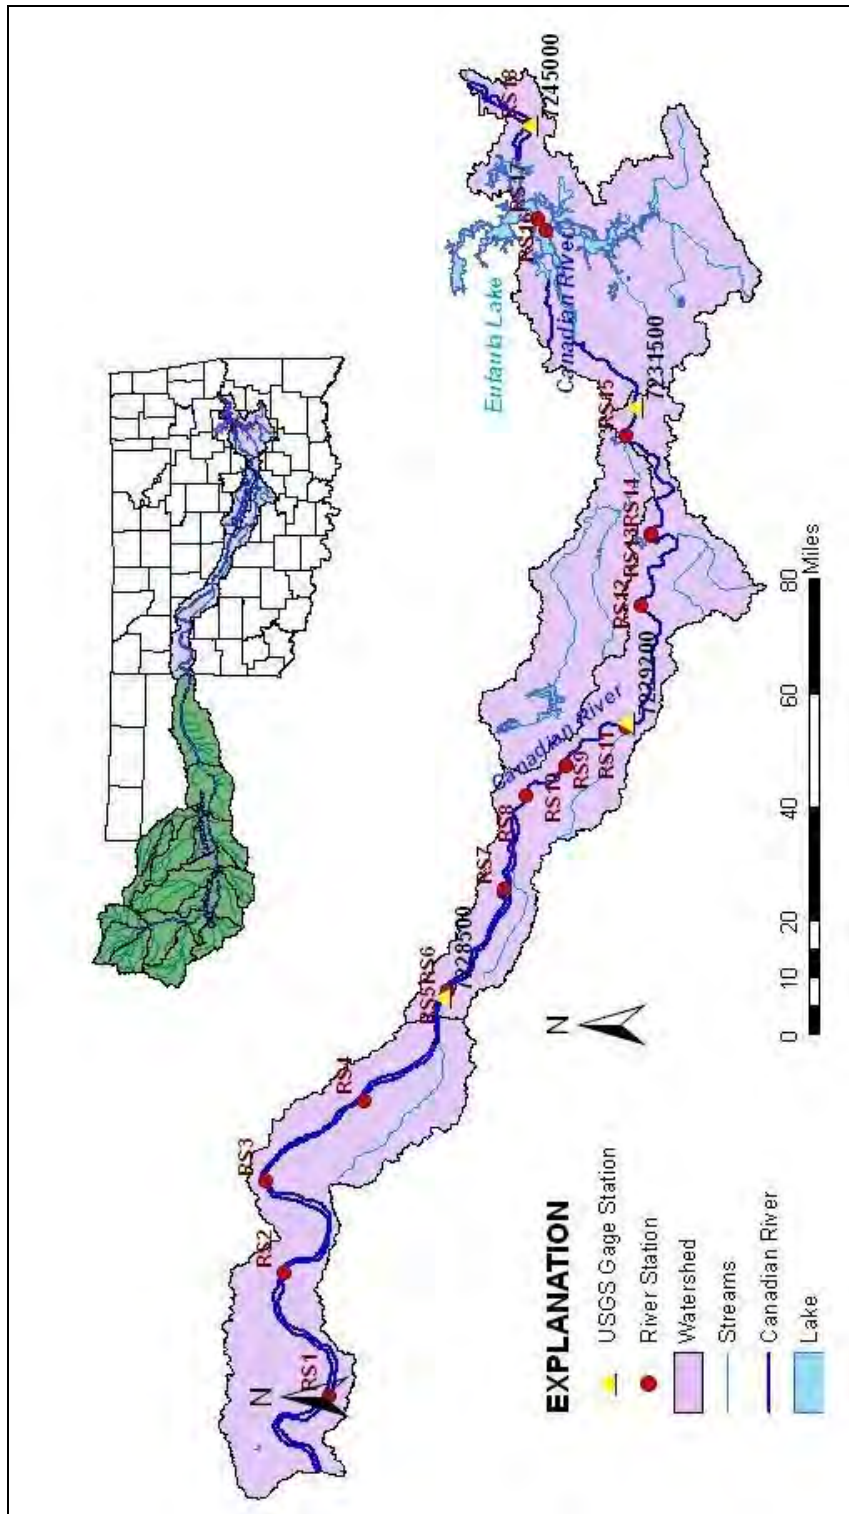 RS1
RS2
RS3
RS4
RS5
RS6
7228500
RS7
RS8
RS10
RS9
RS11
7229200
Canadian River
RS12
RS13
RS14
RS15
7231500
Canadian River
Eufaula Lake
RS16
RS17
RS18
7245000
N
N
EXPLANATION
USGS Gage Station
River Station
Watershed
Streams
Canadian River
Lake
0 10 20 40 60 80
Miles